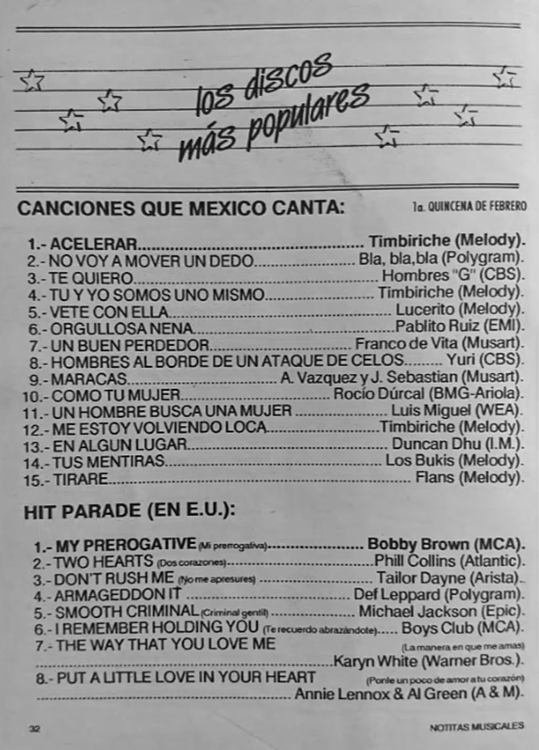 los discos
más populares
CANCIONES QUE MEXICO CANTA: 1a. QUINCENA DE FEBRERO
1.- ACELERAR.................................................. Timbiriche (Melody).
2.- NO VOY A MOVER UN DEDO.................... Bla, bla,bla (Polygram).
3.- TE QUIERO.................................................. Hombres "G" (CBS).
4.- TU Y YO SOMOS UNO MISMO...................... Timbiriche (Melody).
5.- VETE CON ELLA............................................. Lucerito (Melody).
6.- ORGULLOSA NENA........................................ Pablito Ruiz (EMI).
7.- UN BUEN PERDEDOR............................. Franco de Vita (Musart).
8.- HOMBRES AL BORDE DE UN ATAQUE DE CELOS........ Yuri (CBS).
9.- MARACAS.............................. A. Vazquez y J. Sebastian (Musart).
10.- COMO TU MUJER.............................. Rocío Dúrcal (BMG-Ariola).
11.- UN HOMBRE BUSCA UNA MUJER ................... Luis Miguel (WEA).
12.- ME ESTOY VOLVIENDO LOCA.......................Timbiriche (Melody).
13.- EN ALGUN LUGAR......................................... Duncan Dhu (I.M.).
14.- TUS MENTIRAS............................................. Los Bukis (Melody).
15.- TIRARE............................................................. Flans (Melody).
HIT PARADE (EN E.U.):
1.- MY PREROGATIVE (Mi prerrogativa)..................... Bobby Brown (MCA).
2.- TWO HEARTS (Dos corazones)................................ Phill Collins (Atlantic).
3.- DON'T RUSH ME (No me apresures) ......................... Tailor Dayne (Arista).
4.- ARMAGEDDON IT .................................... Def Leppard (Polygram).
5.- SMOOTH CRIMINAL (Criminal gentil)..................... Michael Jackson (Epic).
6.- I REMEMBER HOLDING YOU (Te recuerdo abrazándote)..... Boys Club (MCA).
7.- THE WAY THAT YOU LOVE ME (La manera en que me amas)
............................................................Karyn White (Warner Bros.).
8.- PUT A LITTLE LOVE IN YOUR HEART (Ponle un poco de amor a tu corazón)
.................................................... Annie Lennox & Al Green (A & M).
32 NOTITAS MUSICALES